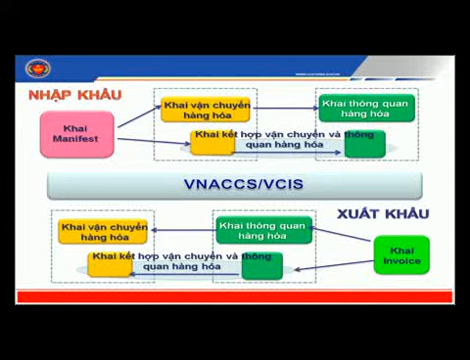 NHẬP KHẨU
Khai Manifest
Khai vận chuyển
hàng hóa
Khai thông quan
hàng hóa
Khai kết hợp vận chuyển và thông
quan hàng hóa
VNACCS/VCIS
XUẤT KHẨU
Khai vận chuyển
hàng hóa
Khai thông quan
hàng hóa
Khai kết hợp vận chuyển và thông
quan hàng hóa
Khai
Invoice